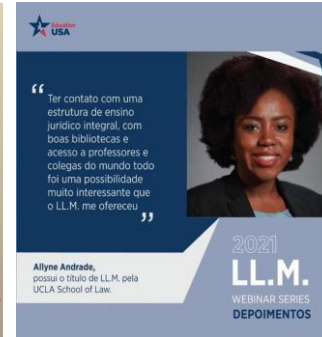 Education
USA
“
Ter contato com uma
estrutura de ensino
jurídico integral, com
boas bibliotecas e
acesso a professores e
colegas do mundo todo
foi uma possibilidade
muito interessante que
o LL.M. me ofereceu
”
Allyne Andrade,
possui o título de LL.M. pela
UCLA School of Law.
2021
LL.M.
WEBINAR SERIES
DEPOIMENTOS